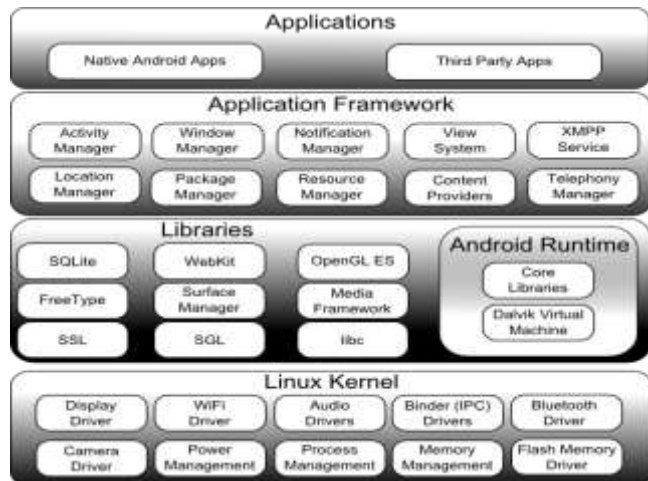 Applications
Native Android Apps
Third Party Apps
Application Framework
Activity
Manager
Window
Manager
Notification
Manager
View
System
XMPP
Service
Location
Manager
Package
Manager
Resource
Manager
Content
Providers
Telephony
Manager
Libraries
SQLite
WebKit
OpenGL ES
FreeType
Surface
Manager
Media
Framework
SSL
SGL
libc
Android Runtime
Core
Libraries
Dalvik Virtual
Machine
Linux Kernel
Display
Driver
WiFi
Driver
Audio
Drivers
Binder (IPC)
Drivers
Bluetooth
Driver
Camera
Driver
Power
Management
Process
Management
Memory
Management
Flash Memory
Driver